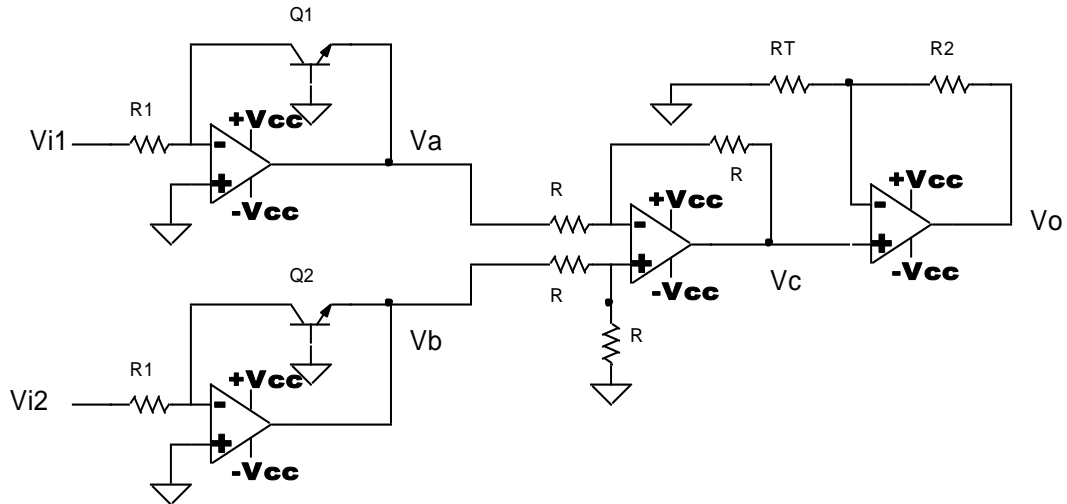 Q1
RT
R2
R1
+Vcc
Vi1
-
Va
+
-Vcc
R
R
+Vcc
+Vcc
-
-
Vo
+
+
R
Vc
-Vcc
-Vcc
Q2
Vb
R
R1
+Vcc
Vi2
-
+
-Vcc